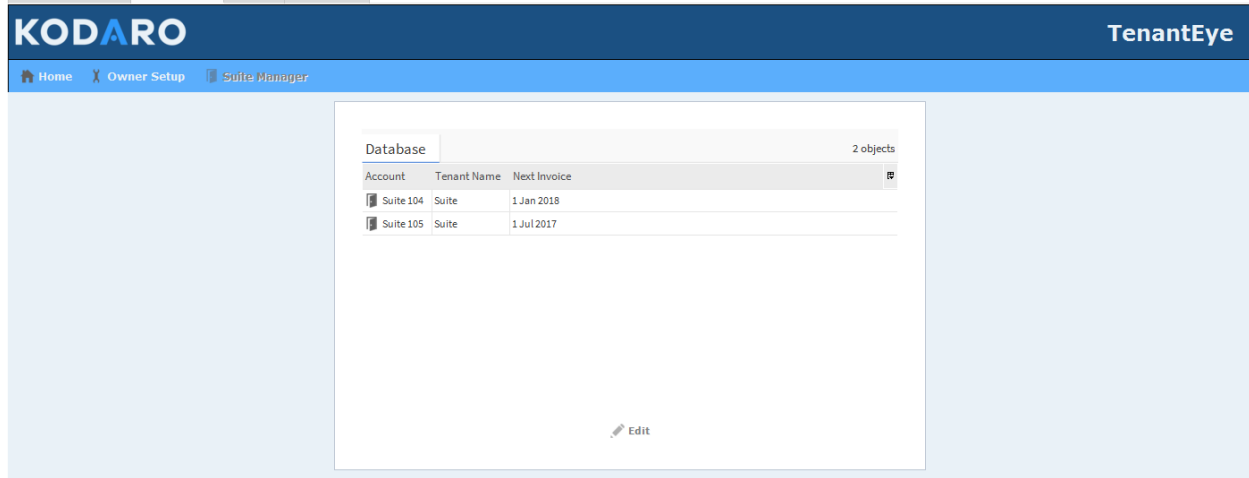 KODARO
TenantEye
Home Owner Setup Suite Manager
Database 2 objects
Account Tenant Name Next Invoice
Suite 104 Suite 1 Jan 2018
Suite 105 Suite 1 Jul 2017
Edit